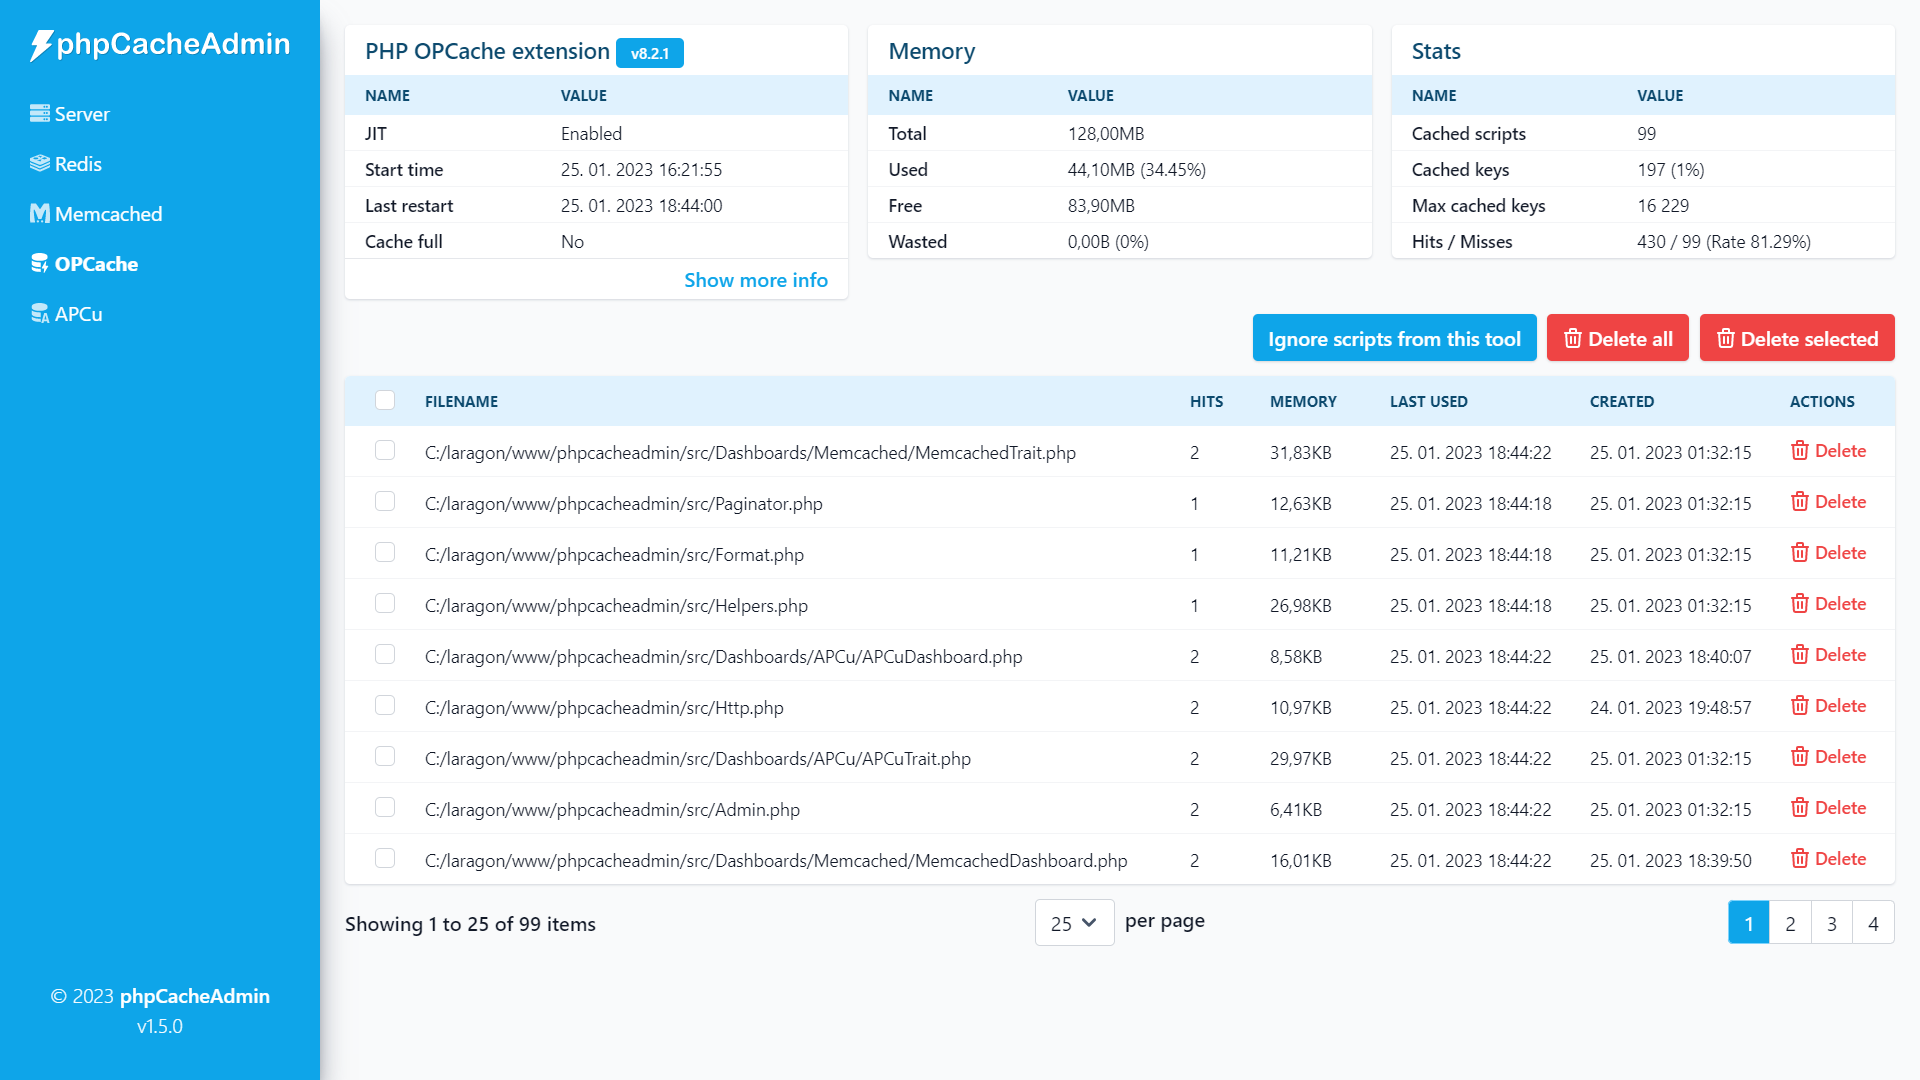 phpCacheAdmin
Server
Redis
Memcached
OPCache
APCu
© 2023 phpCacheAdmin
v1.5.0
PHP OPCache extension v8.2.1
NAME VALUE
JIT Enabled
Start time 25. 01. 2023 16:21:55
Last restart 25. 01. 2023 18:44:00
Cache full No
Show more info
Memory
NAME VALUE
Total 128,00MB
Used 44,10MB (34.45%)
Free 83,90MB
Wasted 0,00B (0%)
Stats
NAME VALUE
Cached scripts 99
Cached keys 197 (1%)
Max cached keys 16 229
Hits / Misses 430 / 99 (Rate 81.29%)
Ignore scripts from this tool Delete all Delete selected
FILENAME HITS MEMORY LAST USED CREATED ACTIONS
C:/laragon/www/phpcacheadmin/src/Dashboards/Memcached/MemcachedTrait.php 2 31,83KB 25. 01. 2023 18:44:22 25. 01. 2023 01:32:15 Delete
C:/laragon/www/phpcacheadmin/src/Paginator.php 1 12,63KB 25. 01. 2023 18:44:18 25. 01. 2023 01:32:15 Delete
C:/laragon/www/phpcacheadmin/src/Format.php 1 11,21KB 25. 01. 2023 18:44:18 25. 01. 2023 01:32:15 Delete
C:/laragon/www/phpcacheadmin/src/Helpers.php 1 26,98KB 25. 01. 2023 18:44:18 25. 01. 2023 01:32:15 Delete
C:/laragon/www/phpcacheadmin/src/Dashboards/APCu/APCuDashboard.php 2 8,58KB 25. 01. 2023 18:44:22 25. 01. 2023 18:40:07 Delete
C:/laragon/www/phpcacheadmin/src/Http.php 2 10,97KB 25. 01. 2023 18:44:22 24. 01. 2023 19:48:57 Delete
C:/laragon/www/phpcacheadmin/src/Dashboards/APCu/APCuTrait.php 2 29,97KB 25. 01. 2023 18:44:22 25. 01. 2023 01:32:15 Delete
C:/laragon/www/phpcacheadmin/src/Admin.php 2 6,41KB 25. 01. 2023 18:44:22 25. 01. 2023 01:32:15 Delete
C:/laragon/www/phpcacheadmin/src/Dashboards/Memcached/MemcachedDashboard.php 2 16,01KB 25. 01. 2023 18:44:22 25. 01. 2023 18:39:50 Delete
Showing 1 to 25 of 99 items 25 per page 1 2 3 4